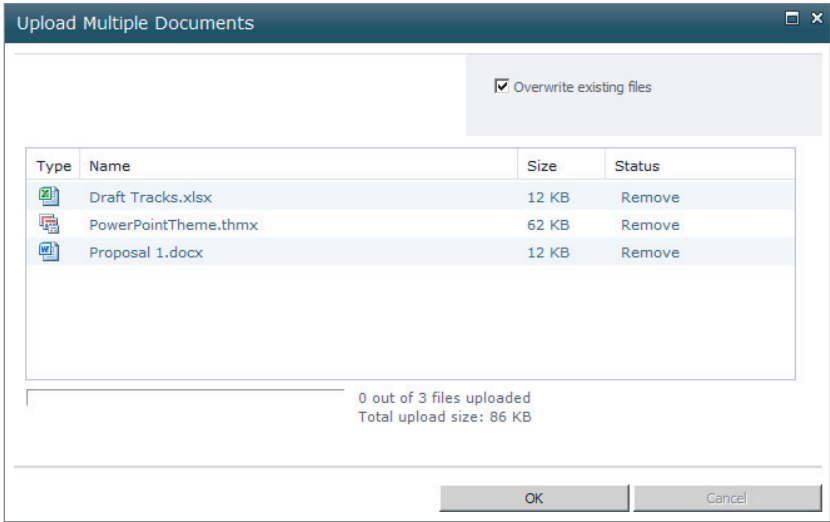 Upload Multiple Documents
Overwrite existing files
Type Name Size Status
Draft Tracks.xlsx 12 KB Remove
PowerPointTheme.thmx 62 KB Remove
Proposal 1.docx 12 KB Remove
0 out of 3 files uploaded
Total upload size: 86 KB
OK Cancel